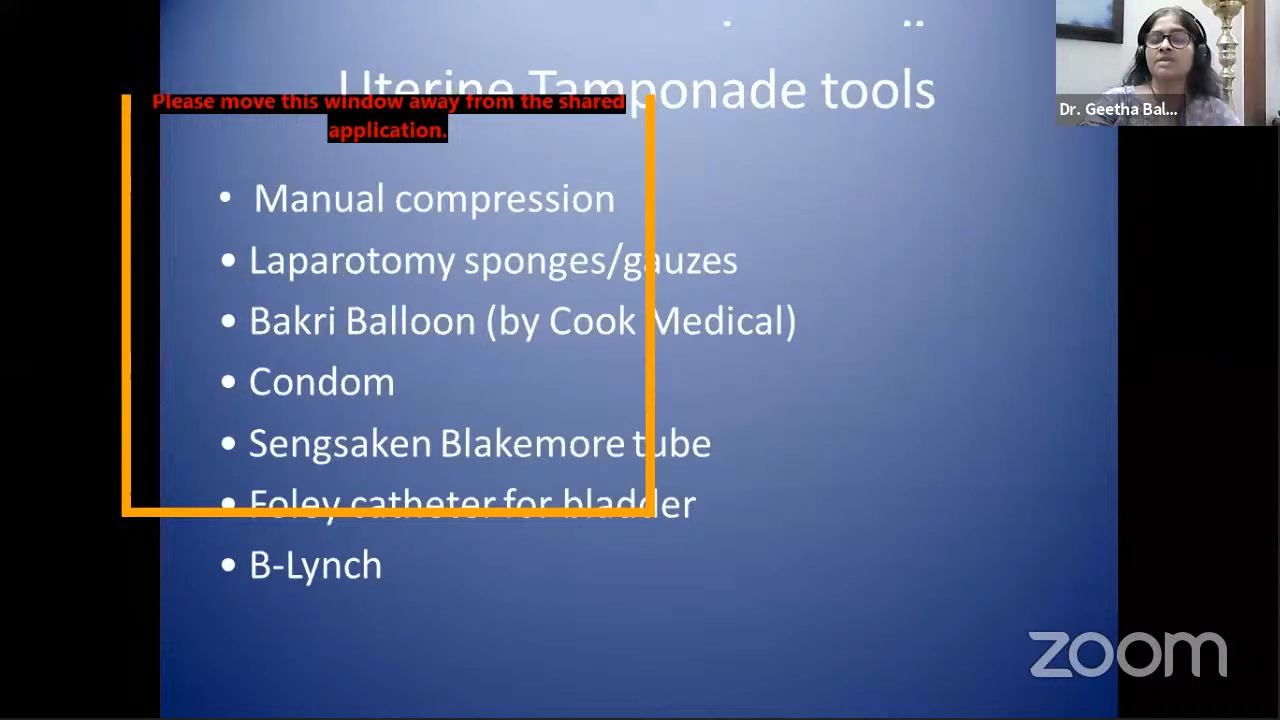 Uterine Tamponade tools
Please move this window away from the shared
application.
Dr. Geetha Bal...
• Manual compression
• Laparotomy sponges/gauzes
• Bakri Balloon (by Cook Medical)
• Condom
• Sengsaken Blakemore tube
• Foley catheter for bladder
• B-Lynch
zoom